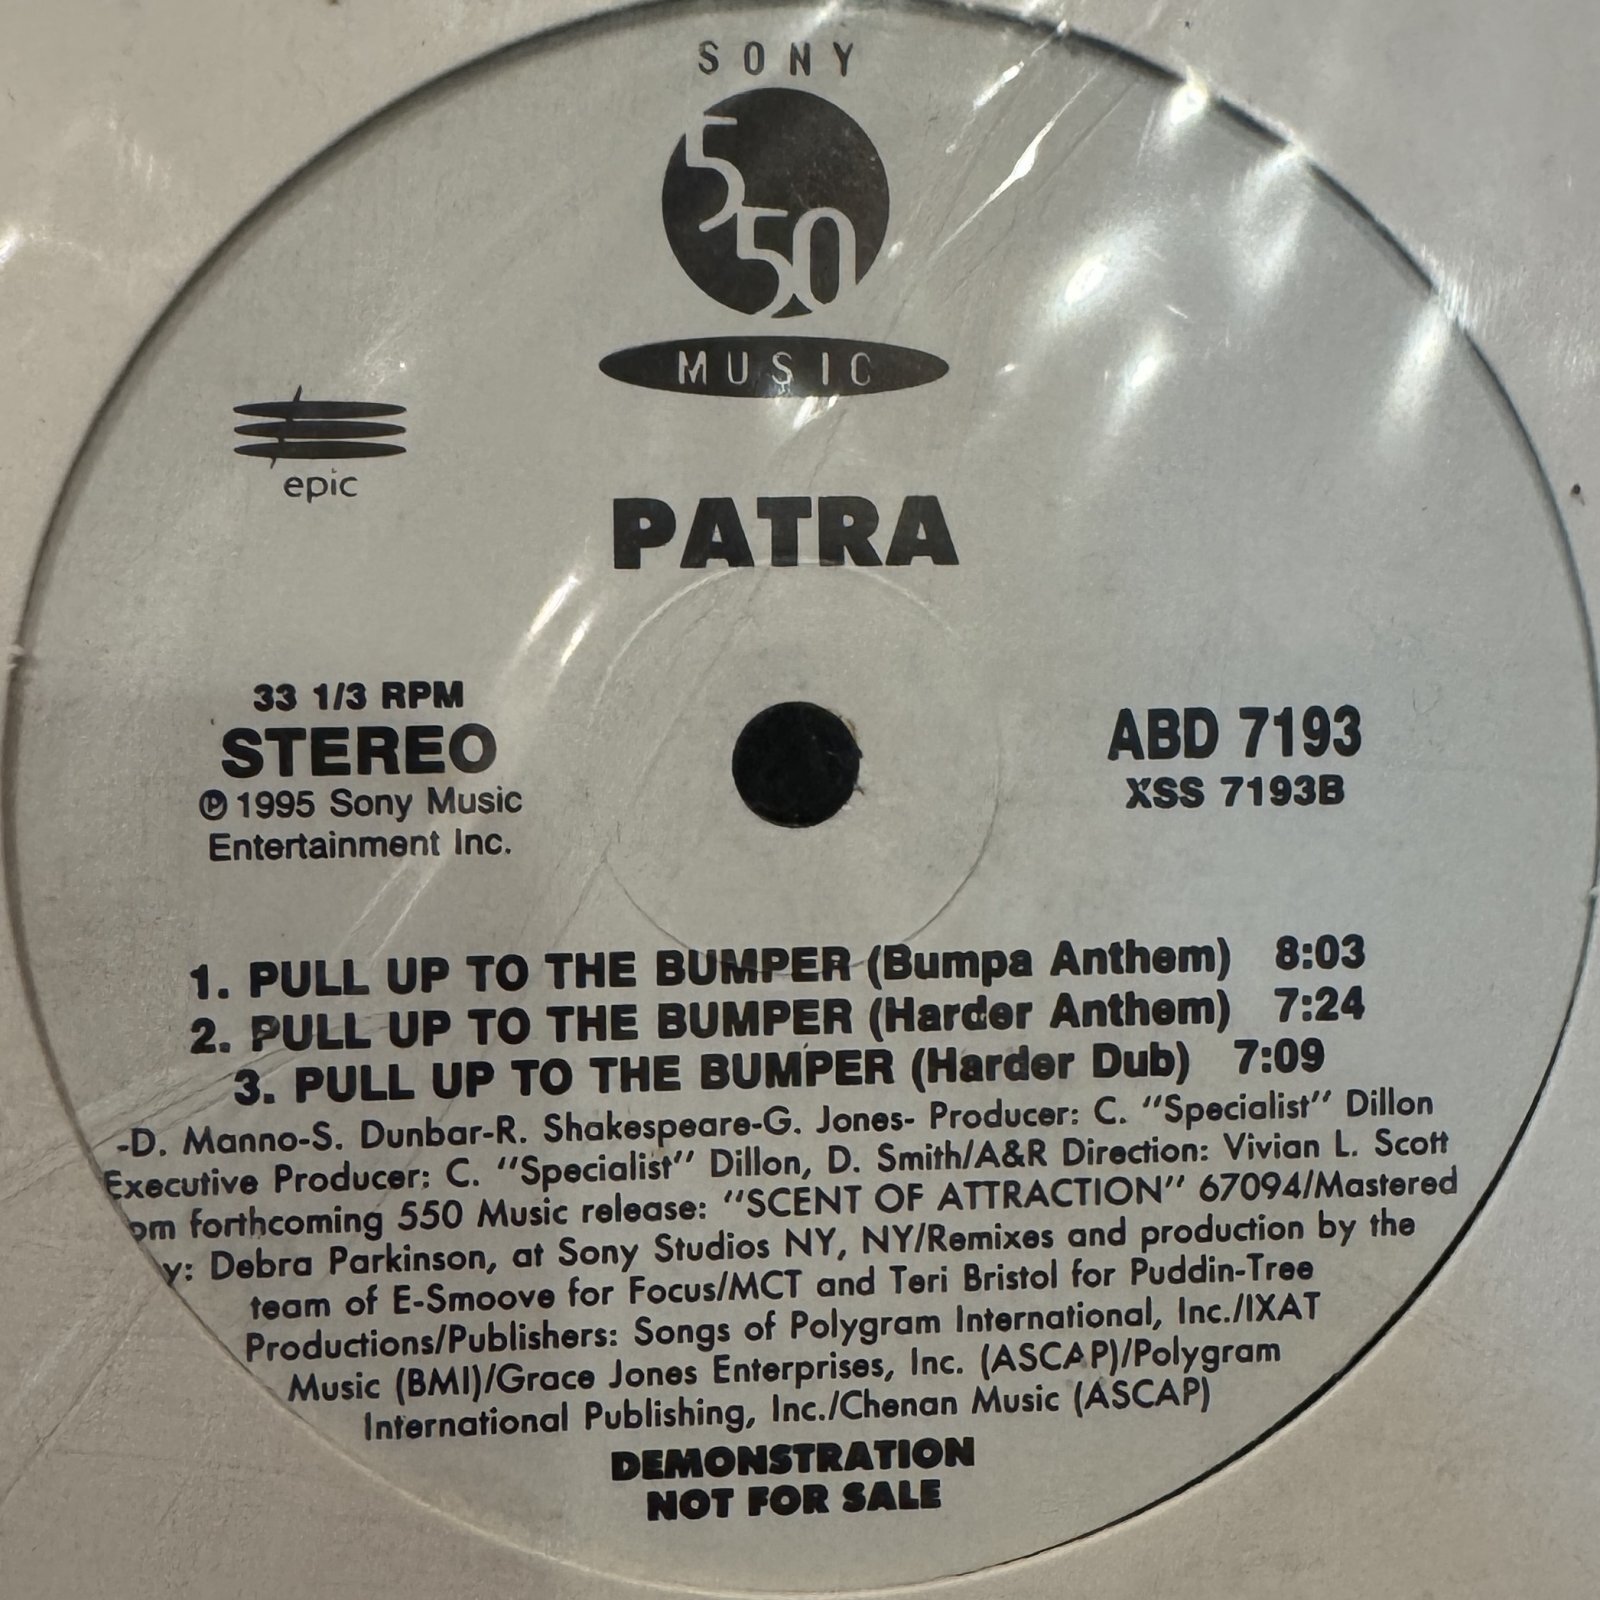 SONY
550
MUSIC
epic
PATRA
33 1/3 RPM
STEREO
℗ 1995 Sony Music
Entertainment Inc.
ABD 7193
XSS 7193B
1. PULL UP TO THE BUMPER (Bumpa Anthem) 8:03
2. PULL UP TO THE BUMPER (Harder Anthem) 7:24
3. PULL UP TO THE BUMPER (Harder Dub) 7:09
-D. Manno-S. Dunbar-R. Shakespeare-G. Jones- Producer: C. "Specialist" Dillon
Executive Producer: C. "Specialist" Dillon, D. Smith/A&R Direction: Vivian L. Scott
om forthcoming 550 Music release: "SCENT OF ATTRACTION" 67094/Mastered
y: Debra Parkinson, at Sony Studios NY, NY/Remixes and production by the
team of E-Smoove for Focus/MCT and Teri Bristol for Puddin-Tree
Productions/Publishers: Songs of Polygram International, Inc./IXAT
Music (BMI)/Grace Jones Enterprises, Inc. (ASCAP)/Polygram
International Publishing, Inc./Chenan Music (ASCAP)
DEMONSTRATION
NOT FOR SALE